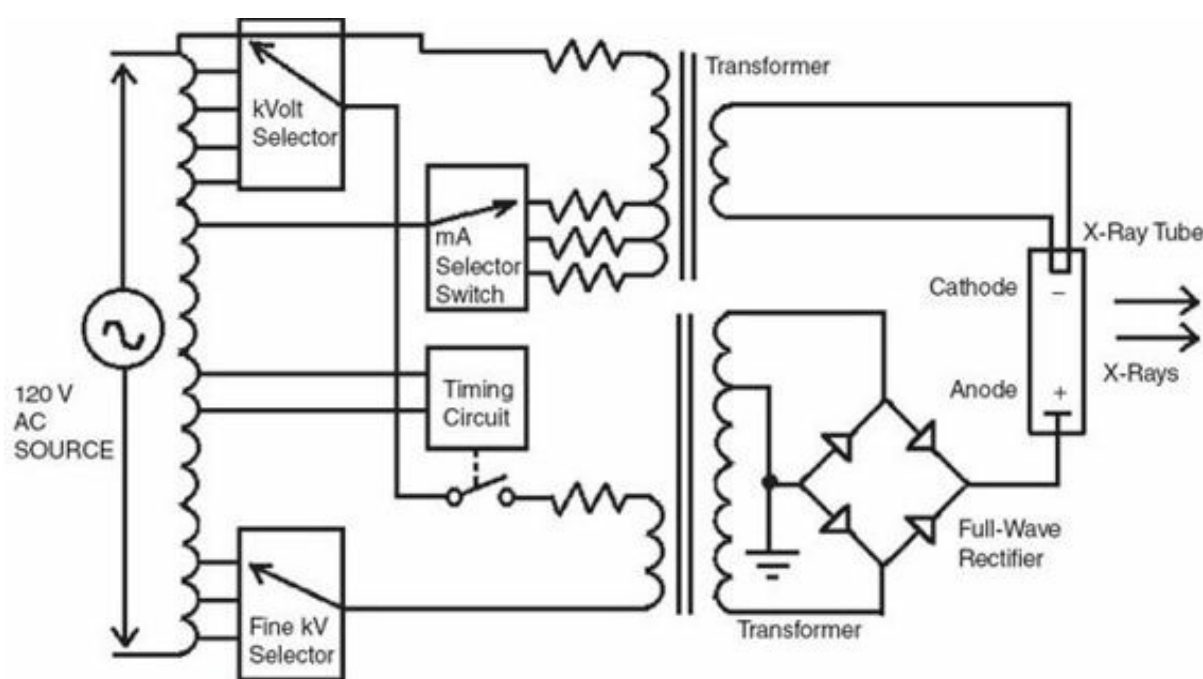 kVolt
Selector
Transformer
mA
Selector
Switch
X-Ray Tube
Cathode
−
X-Rays
Anode
+
120 V
AC
SOURCE
Timing
Circuit
Full-Wave
Rectifier
Fine kV
Selector
Transformer